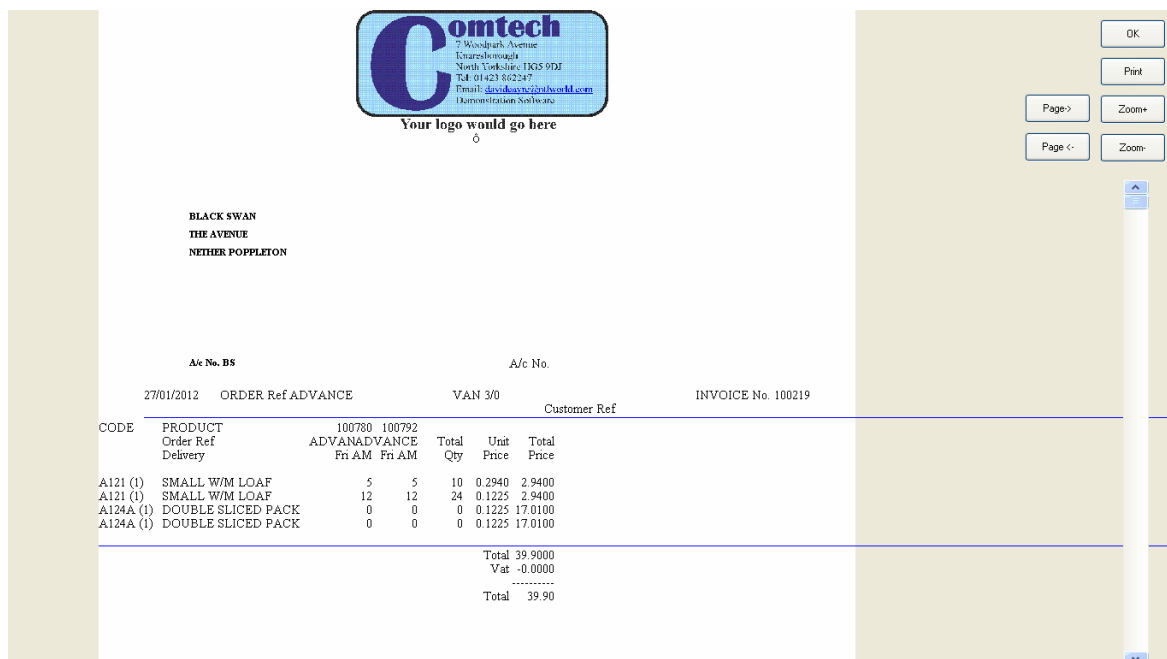 Comtech
7 Woodpark Avenue
Knaresborough
North Yorkshire HG5 9DJ
Tel: 01423 862247
Email: davideayre@ntlworld.com
Demonstration Software
Your logo would go here
Ô
OK
Print
Page-> Zoom+
Page <- Zoom-
BLACK SWAN
THE AVENUE
NETHER POPPLETON
A/c No. BS A/c No.
27/01/2012 ORDER Ref ADVANCE VAN 3/0 INVOICE No. 100219
Customer Ref
CODE PRODUCT 100780 100792
Order Ref ADVANADVANCE Total Unit Total
Delivery Fri AM Fri AM Qty Price Price
A121 (1) SMALL W/M LOAF 5 5 10 0.2940 2.9400
A121 (1) SMALL W/M LOAF 12 12 24 0.1225 2.9400
A124A (1) DOUBLE SLICED PACK 0 0 0 0.1225 17.0100
A124A (1) DOUBLE SLICED PACK 0 0 0 0.1225 17.0100
Total 39.9000
Vat -0.0000
----------
Total 39.90